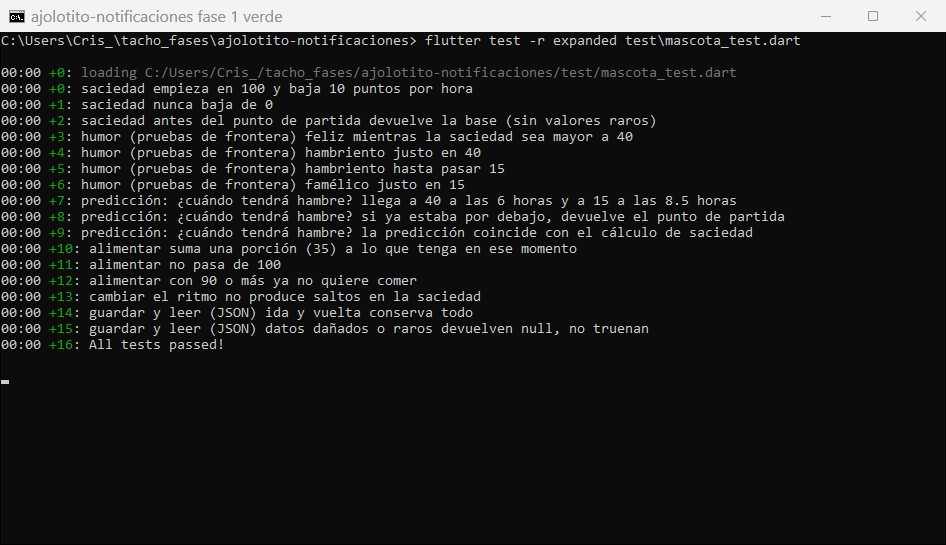 ajolotito-notificaciones fase 1 verde
C:\Users\Cris_\tacho_fases\ajolotito-notificaciones> flutter test -r expanded test\mascota_test.dart
00:00 +0: loading C:/Users/Cris_/tacho_fases/ajolotito-notificaciones/test/mascota_test.dart
00:00 +0: saciedad empieza en 100 y baja 10 puntos por hora
00:00 +1: saciedad nunca baja de 0
00:00 +2: saciedad antes del punto de partida devuelve la base (sin valores raros)
00:00 +3: humor (pruebas de frontera) feliz mientras la saciedad sea mayor a 40
00:00 +4: humor (pruebas de frontera) hambriento justo en 40
00:00 +5: humor (pruebas de frontera) hambriento hasta pasar 15
00:00 +6: humor (pruebas de frontera) famélico justo en 15
00:00 +7: predicción: ¿cuándo tendrá hambre? llega a 40 a las 6 horas y a 15 a las 8.5 horas
00:00 +8: predicción: ¿cuándo tendrá hambre? si ya estaba por debajo, devuelve el punto de partida
00:00 +9: predicción: ¿cuándo tendrá hambre? la predicción coincide con el cálculo de saciedad
00:00 +10: alimentar suma una porción (35) a lo que tenga en ese momento
00:00 +11: alimentar no pasa de 100
00:00 +12: alimentar con 90 o más ya no quiere comer
00:00 +13: cambiar el ritmo no produce saltos en la saciedad
00:00 +14: guardar y leer (JSON) ida y vuelta conserva todo
00:00 +15: guardar y leer (JSON) datos dañados o raros devuelven null, no truenan
00:00 +16: All tests passed!